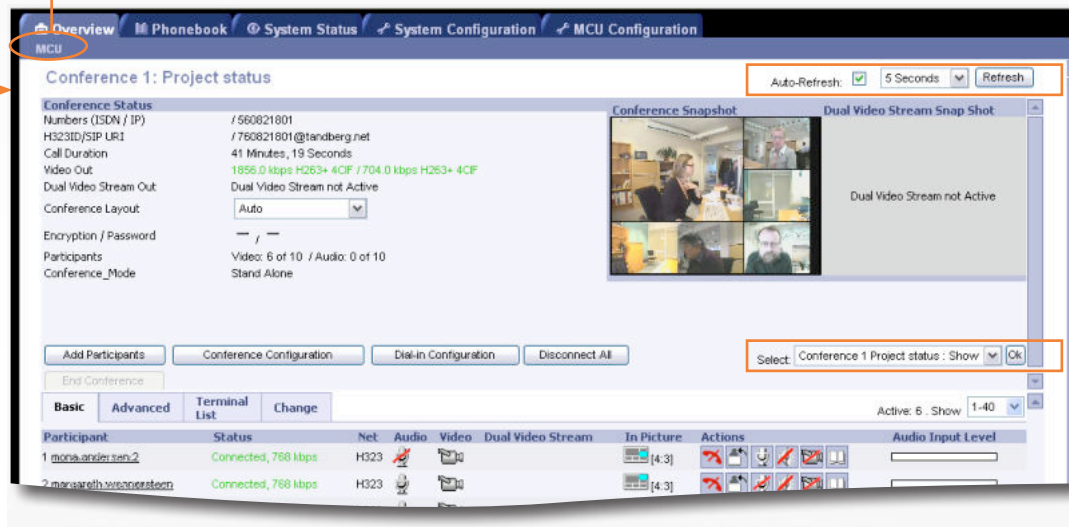 Overview Phonebook System Status System Configuration MCU Configuration
MCU
Conference 1: Project status
Auto-Refresh: 5 Seconds Refresh
Conference Status
Numbers (ISDN / IP) / 560821801
H323ID/SIP URI / 760821801@tandberg.net
Call Duration 41 Minutes, 19 Seconds
Video Out 1856.0 kbps H263+ 4CIF / 704.0 kbps H263+ 4CIF
Dual Video Stream Out Dual Video Stream not Active
Conference Layout Auto
Encryption / Password — / —
Participants Video: 6 of 10 / Audio: 0 of 10
Conference_Mode Stand Alone
Conference Snapshot Dual Video Stream Snap Shot
Dual Video Stream not Active
Add Participants Conference Configuration Dial-in Configuration Disconnect All
Select: Conference 1 Project status : Show Ok
End Conference
Basic Advanced Terminal List Change
Active: 6 . Show 1-40
Participant Status Net Audio Video Dual Video Stream In Picture Actions Audio Input Level
1 mona.andersen.2 Connected, 768 kbps H323 [4:3]
2 Connected, 768 kbps H323 [4:3]